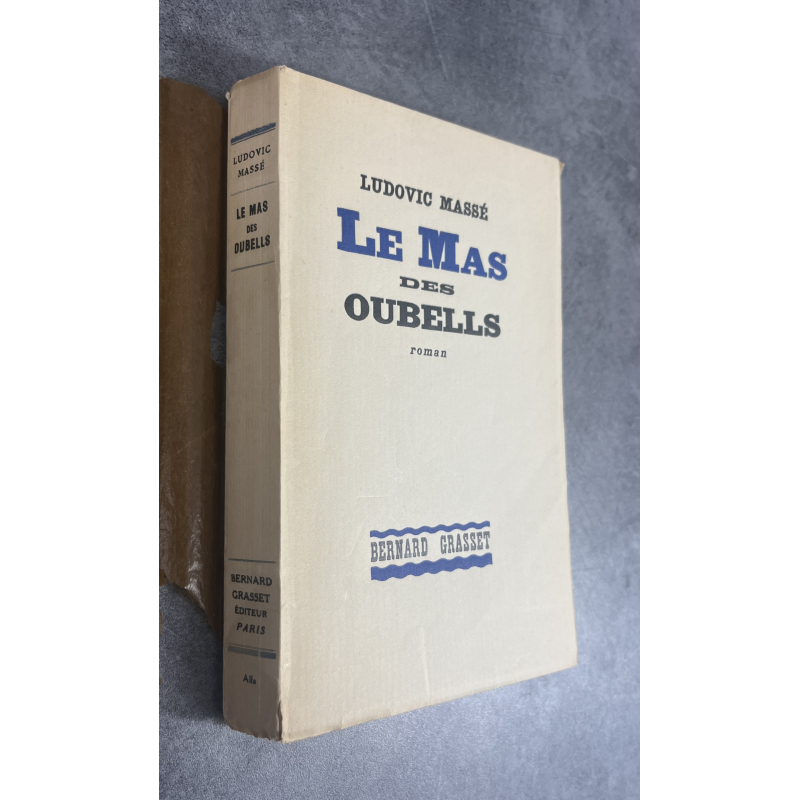 LUDOVIC
MASSÉ
LE MAS
DES
OUBELLS
BERNARD
GRASSET
ÉDITEUR
PARIS
Alfa
LUDOVIC MASSÉ
LE MAS
DES
OUBELLS
roman
BERNARD GRASSET